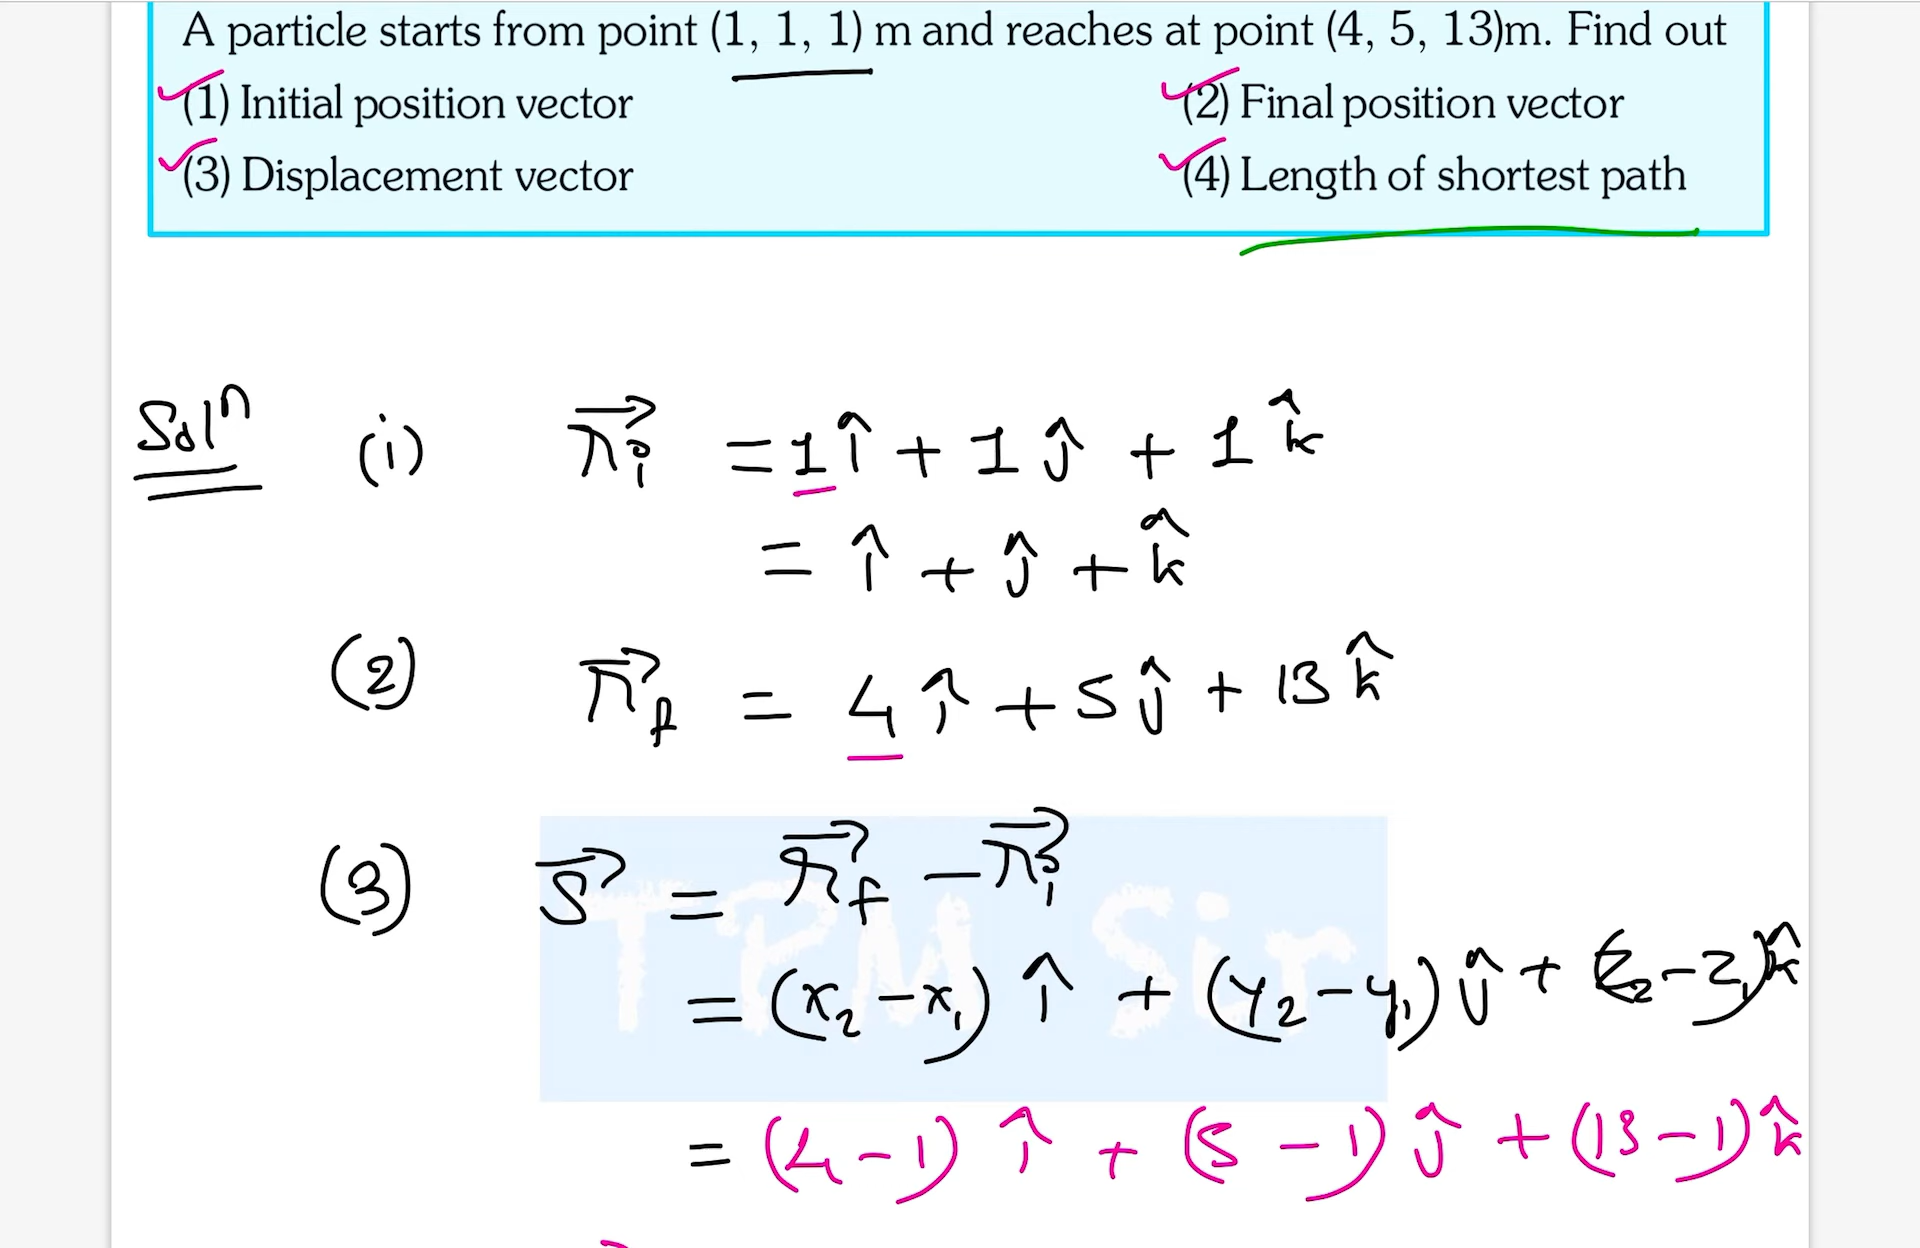 A particle starts from point (1, 1, 1) m and reaches at point (4, 5, 13)m. Find out
(1) Initial position vector (2) Final position vector
(3) Displacement vector (4) Length of shortest path
Solⁿ (i) r⃗ᵢ = 1î + 1ĵ + 1k̂
= î + ĵ + k̂
(2) r⃗f = 4î + 5ĵ + 13k̂
(3) S⃗ = r⃗f − r⃗ᵢ
= (x₂ − x₁) î + (y₂ − y₁) ĵ + (z₂ − z₁) k̂
= (4 − 1) î + (5 − 1) ĵ + (13 − 1) k̂
TPM Sir